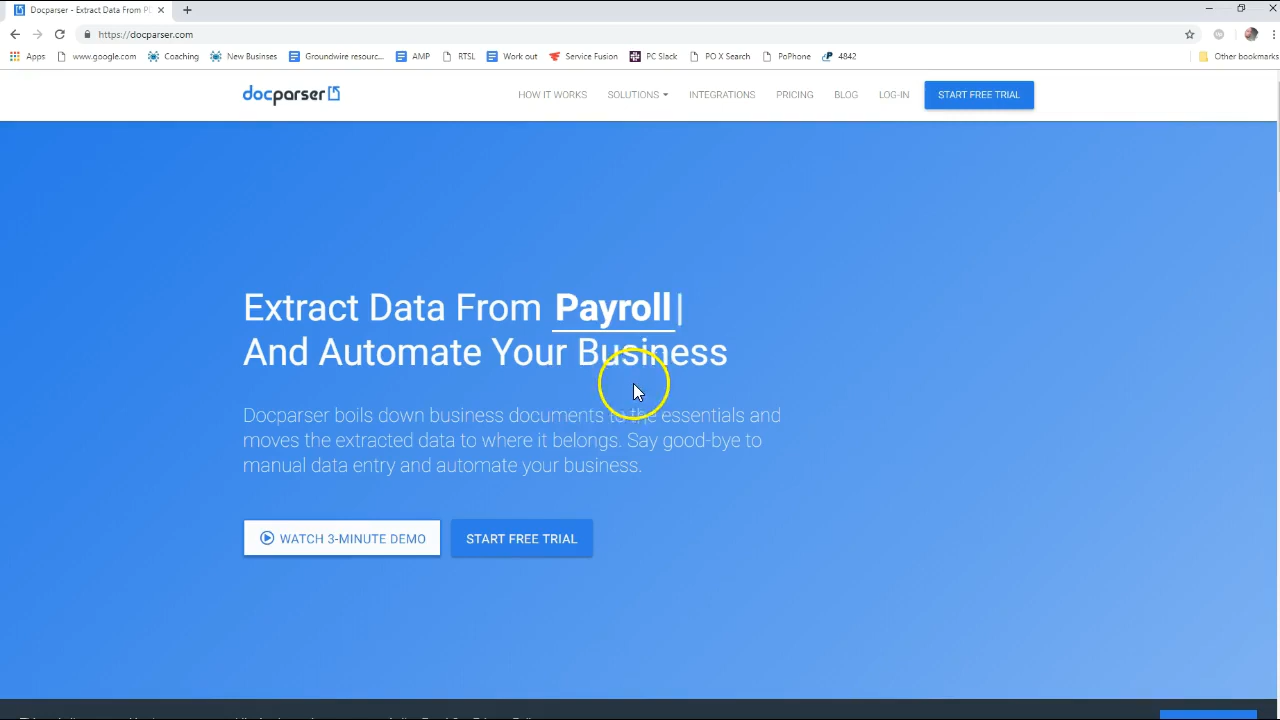 Docparser - Extract Data From P
https://docparser.com
Apps www.google.com Coaching New Busines Groundwire resourc... AMP RTSL Work out Service Fusion PC Slack PO X Search PoPhone 4842 Other bookmarks
docparser HOW IT WORKS SOLUTIONS INTEGRATIONS PRICING BLOG LOG-IN START FREE TRIAL
Extract Data From Payroll
And Automate Your Business
Docparser boils down business documents to the essentials and
moves the extracted data to where it belongs. Say good-bye to
manual data entry and automate your business.
WATCH 3-MINUTE DEMO START FREE TRIAL